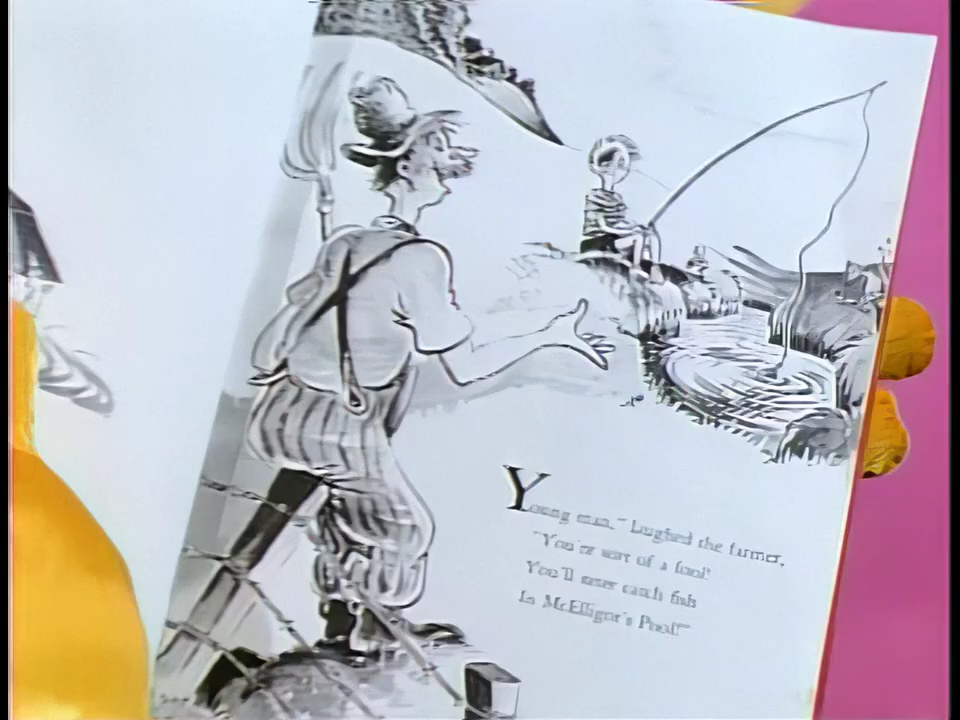 Young man," laughed the farmer,
"You're sort of a fool!
You'll never catch fish
In McElligot's Pool!"